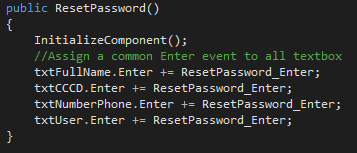 public ResetPassword()
{
InitializeComponent();
//Assign a common Enter event to all textbox
txtFullName.Enter += ResetPassword_Enter;
txtCCCD.Enter += ResetPassword_Enter;
txtNumberPhone.Enter += ResetPassword_Enter;
txtUser.Enter += ResetPassword_Enter;
}